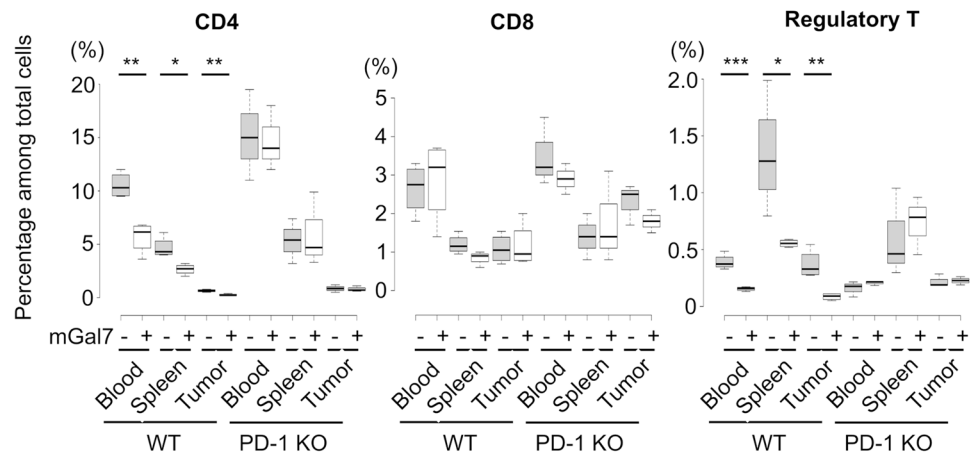 CD4
CD8
Regulatory T
Percentage among total cells
(%)
(%)
(%)
** * **
*** * **
20
15
10
5
0
5
4
3
2
1
0
2.0
1.5
1.0
0.5
0
mGal7 - + - + - + - + - + - +
- + - + - + - + - + - +
- + - + - + - + - + - +
Blood Spleen Tumor Blood Spleen Tumor
Blood Spleen Tumor Blood Spleen Tumor
Blood Spleen Tumor Blood Spleen Tumor
WT PD-1 KO
WT PD-1 KO
WT PD-1 KO